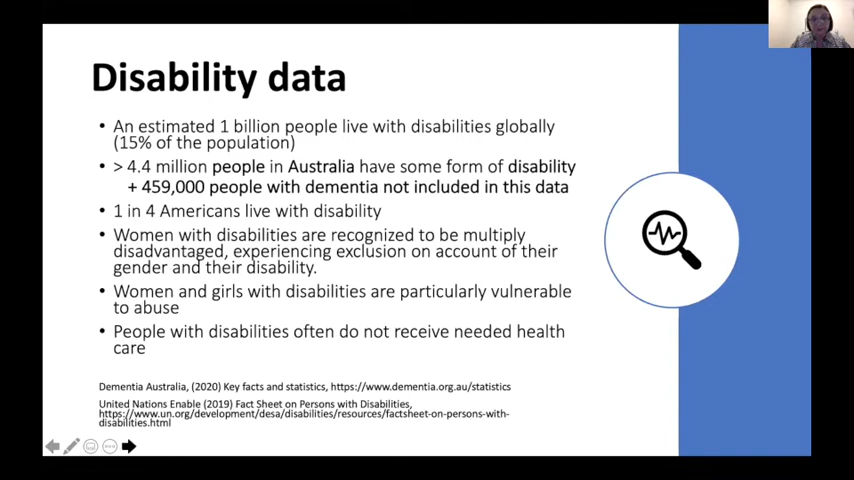 Disability data
• An estimated 1 billion people live with disabilities globally
(15% of the population)
• > 4.4 million people in Australia have some form of disability
+ 459,000 people with dementia not included in this data
• 1 in 4 Americans live with disability
• Women with disabilities are recognized to be multiply
disadvantaged, experiencing exclusion on account of their
gender and their disability.
• Women and girls with disabilities are particularly vulnerable
to abuse
• People with disabilities often do not receive needed health
care
Dementia Australia, (2020) Key facts and statistics, https://www.dementia.org.au/statistics
United Nations Enable (2019) Fact Sheet on Persons with Disabilities,
https://www.un.org/development/desa/disabilities/resources/factsheet-on-persons-with-
disabilities.html